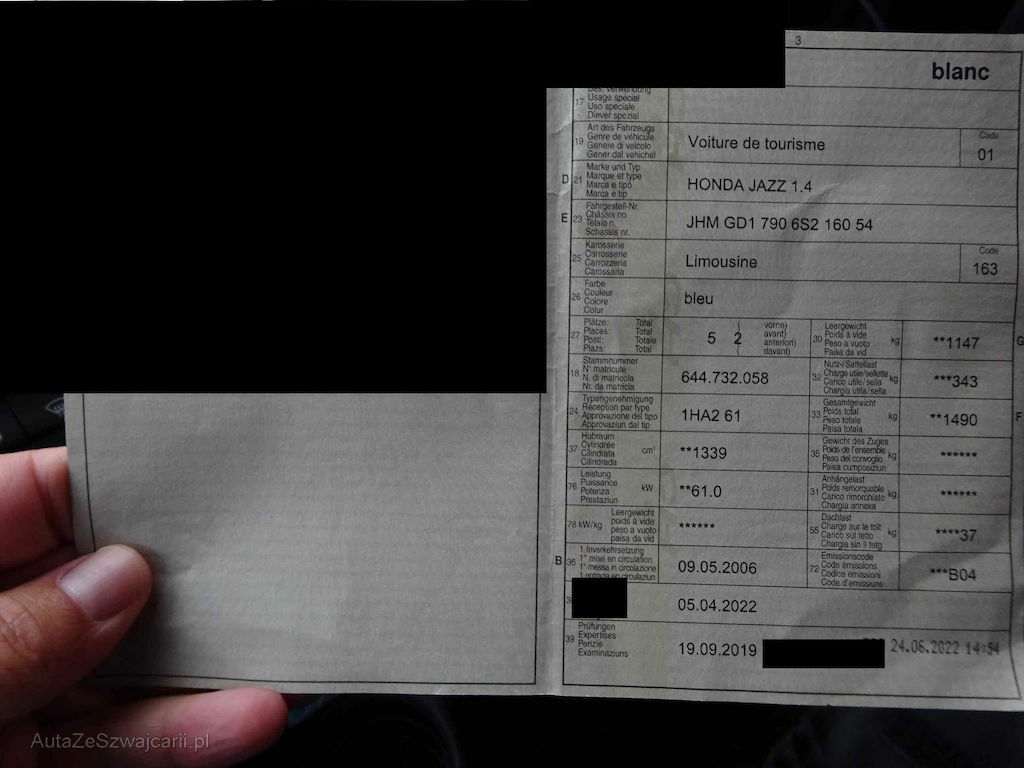 3
blanc
17
Bes. Verwendung
Usage spécial
Uso speciale
Diever spezial
19
Art des Fahrzeugs
Genre de véhicule
Genere di veicolo
Gener dal vehichel
Voiture de tourisme
Code
01
D
21
Marke und Typ
Marque et type
Marca e tipo
Marca e tip
HONDA JAZZ 1.4
E
23
Fahrgestell-Nr.
Châssis no
Telaio n.
Schassis nr.
JHM GD1 790 6S2 160 54
25
Karosserie
Carrosserie
Carrozzeria
Carossaria
Limousine
Code
163
26
Farbe
Couleur
Colore
Colur
bleu
27
Plätze: Total
Places: Total
Posti: Totale
Plazs: Total
5 2
( vorne)
avant)
anteriori)
( davant)
30
Leergewicht
Poids à vide
Peso a vuoto
Paisa da vid
kg
**1147
G
18
Stammnummer
N° matricule
N. di matricola
Nr. da matricla
644.732.058
32
Nutz-/Sattellast
Charge utile/sellette
Carico utile/sella
Chargia utila/sella
kg
***343
24
Typengenehmigung
Réception par type
Approvazione del tipo
Approvaziun dal tip
1HA2 61
33
Gesamtgewicht
Poids total
Peso totale
Paisa totala
kg
**1490
F
37
Hubraum
Cylindrée
Cilindrata
Cilindrada
cm³
**1339
35
Gewicht des Zuges
Poids de l'ensemble
Peso del convoglio
Paisa cumposiziun
kg
******
76
Leistung
Puissance
Potenza
Prestaziun
kW
**61.0
31
Anhängelast
Poids remorquable
Carico rimorchiato
Chargia annexa
kg
******
78 kW/kg
Leergewicht
poids à vide
peso a vuoto
paisa da vid
******
55
Dachlast
Charge sur le toit
Carico sul tetto
Chargia sin il tetg
kg
****37
B
36
1. Inverkehrsetzung
1re mise en circulation
1a messa in circolazione
1. entrada en circulaziun
09.05.2006
72
Emissionscode
Code émissions
Codice emissioni
Code d'emissiuns
***B04
05.04.2022
39
Prüfungen
Expertises
Perizie
Examinaziuns
19.09.2019
24.06.2022 14:54
AutaZeSzwajcarii.pl